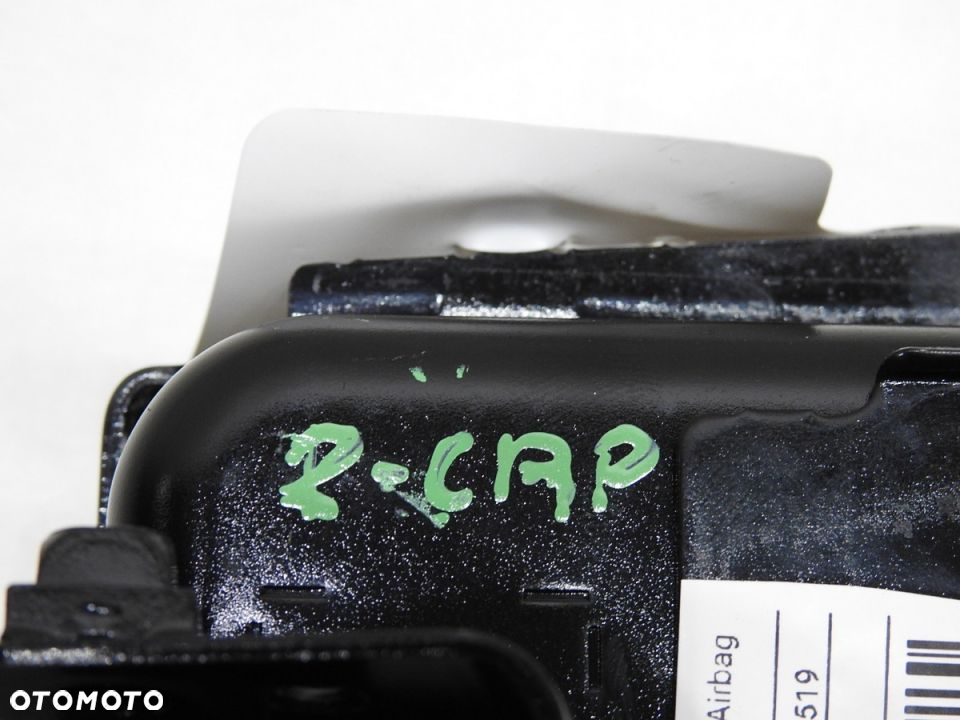 R-CAP
Airbag
519
OTOMOTO